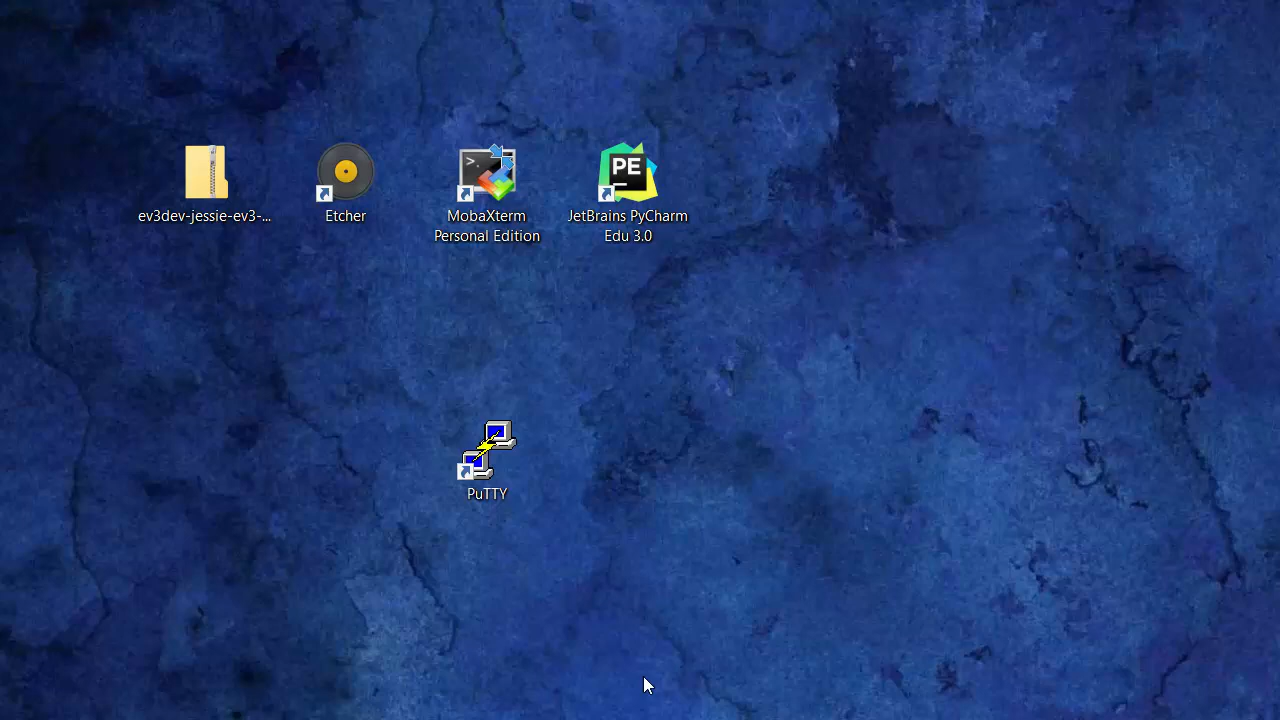 ev3dev-jessie-ev3-...
Etcher
MobaXterm
Personal Edition
>.
PE
JetBrains PyCharm
Edu 3.0
PuTTY